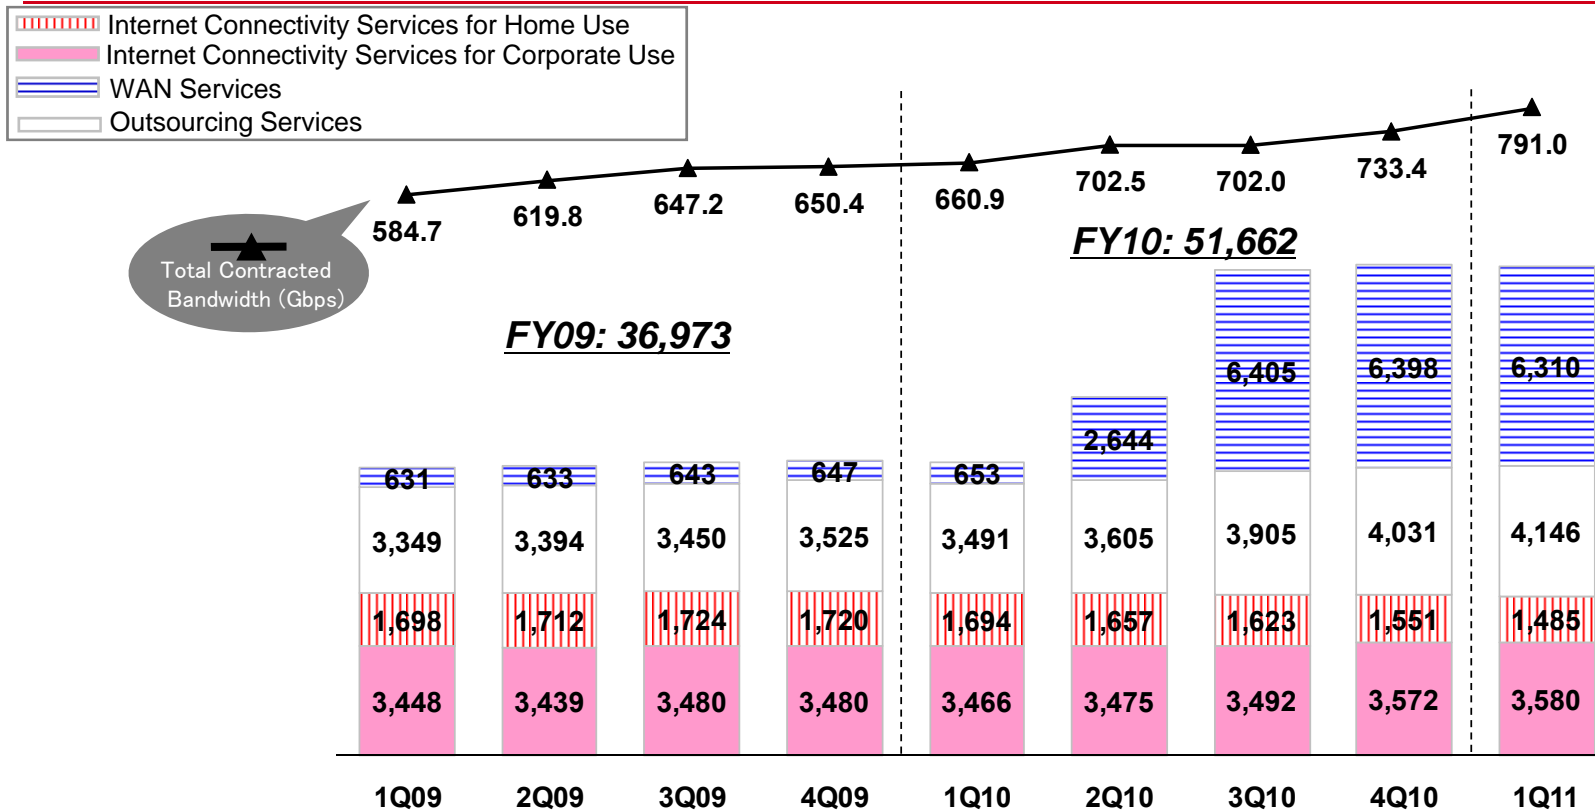 Internet Connectivity Services for Home Use
Internet Connectivity Services for Corporate Use
WAN Services
Outsourcing Services
584.7 619.8 647.2 650.4 660.9 702.5 702.0 733.4 791.0
Total Contracted
Bandwidth (Gbps)
FY10: 51,662
FY09: 36,973
631 633 643 647 653 2,644 6,405 6,398 6,310
3,349 3,394 3,450 3,525 3,491 3,605 3,905 4,031 4,146
1,698 1,712 1,724 1,720 1,694 1,657 1,623 1,551 1,485
3,448 3,439 3,480 3,480 3,466 3,475 3,492 3,572 3,580
1Q09 2Q09 3Q09 4Q09 1Q10 2Q10 3Q10 4Q10 1Q11